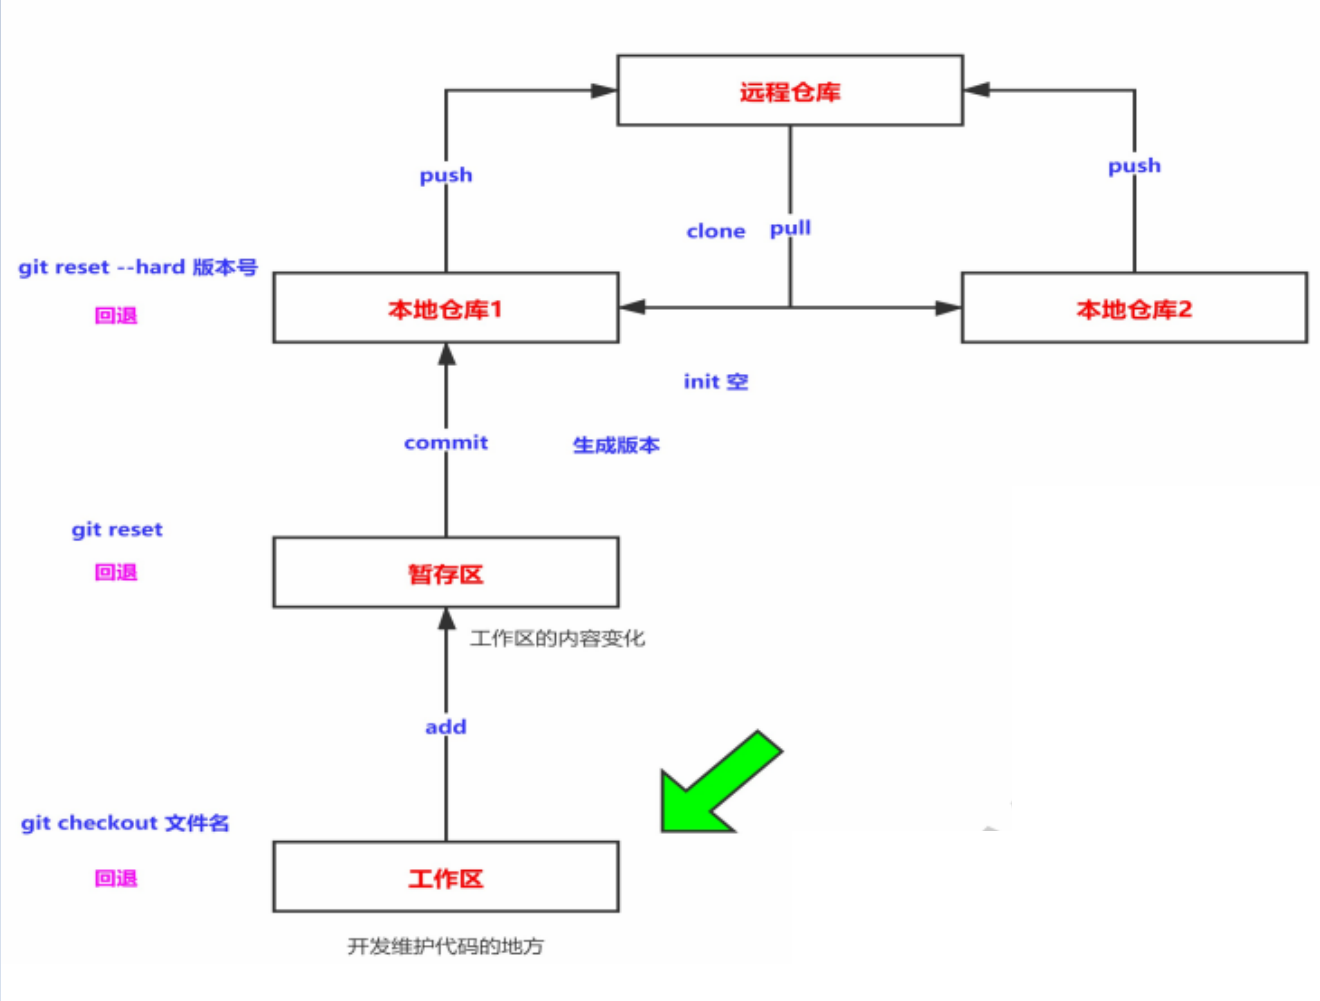 远程仓库
push
push
clone pull
git reset --hard 版本号
本地仓库1
本地仓库2
回退
init 空
commit
生成版本
git reset
暂存区
回退
工作区的内容变化
add
git checkout 文件名
工作区
回退
开发维护代码的地方